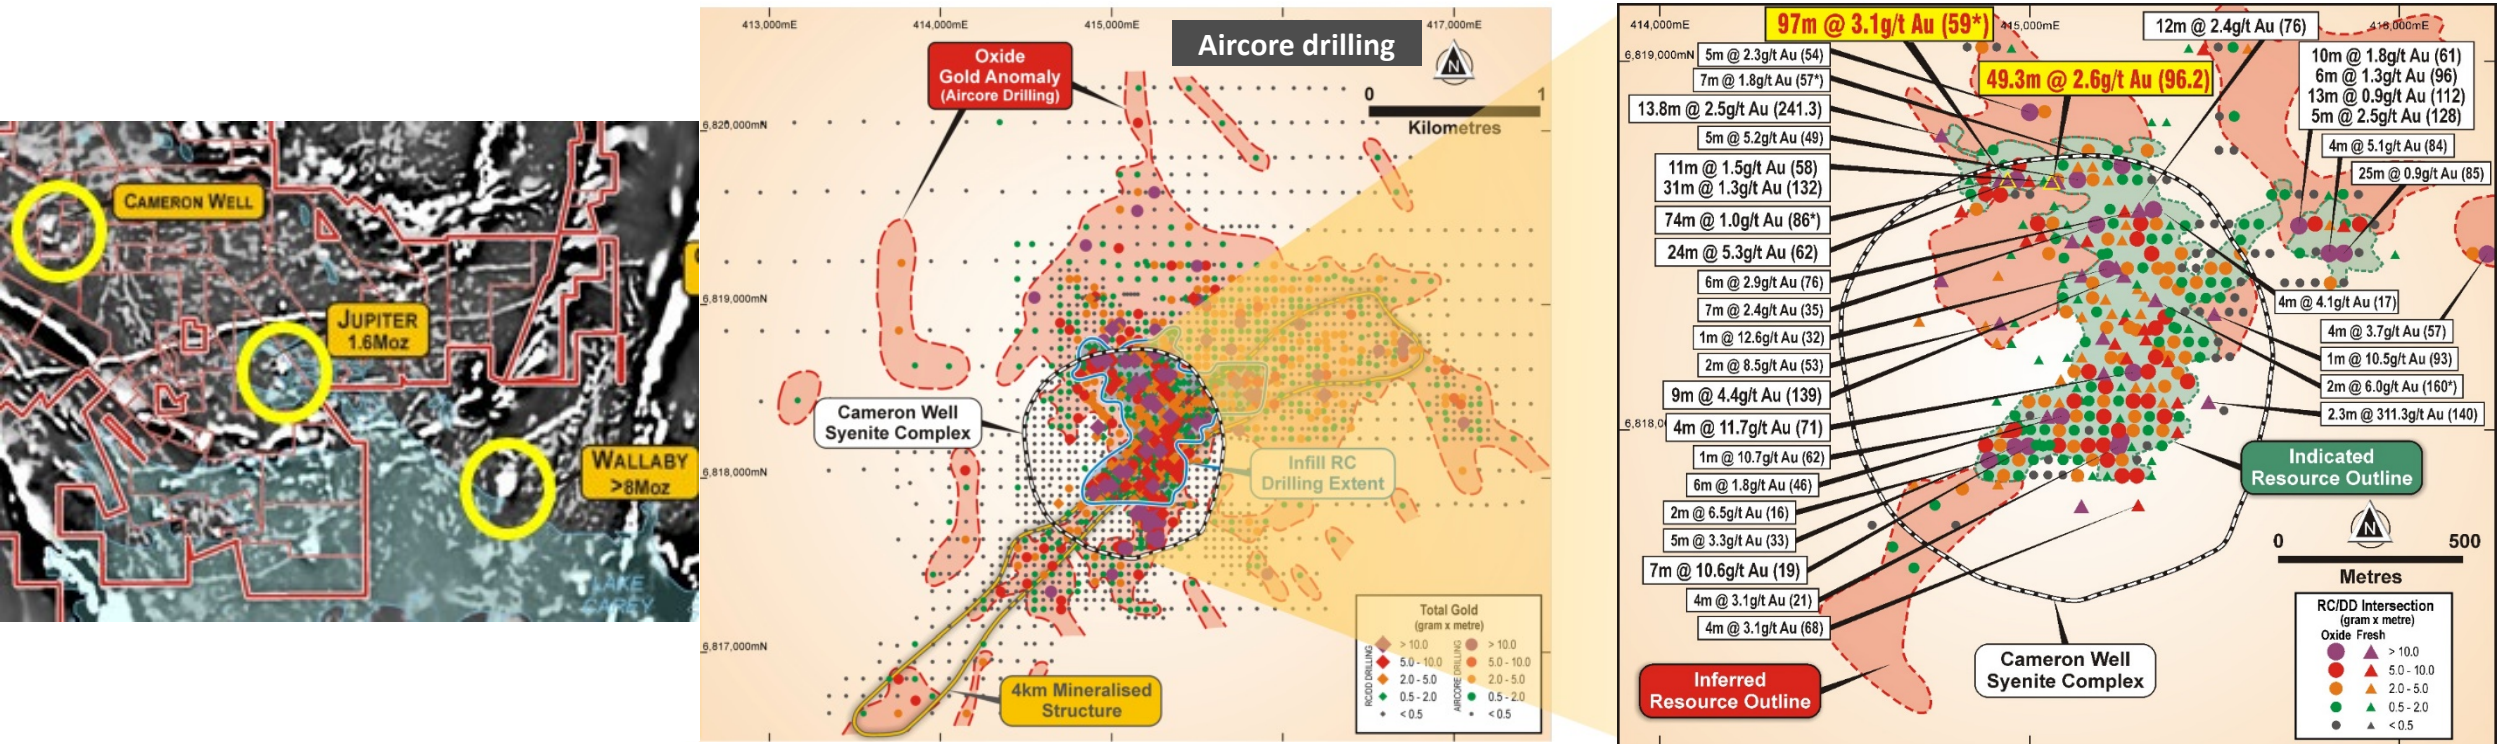 CAMERON WELL
JUPITER
1.6Moz
WALLABY
>8Moz
LAKE
CAREY
413,000mE
414,000mE
415,000mE
417,000mE
Aircore drilling
Oxide
Gold Anomaly
(Aircore Drilling)
N
0 1
Kilometres
6,820,000mN
6,819,000mN
6,818,000mN
6,817,000mN
Cameron Well
Syenite Complex
Infill RC
Drilling Extent
4km Mineralised
Structure
Total Gold
(gram x metre)
RC/DD DRILLING
> 10.0
5.0 - 10.0
2.0 - 5.0
0.5 - 2.0
< 0.5
AIRCORE DRILLING
> 10.0
5.0 - 10.0
2.0 - 5.0
0.5 - 2.0
< 0.5
414,000mE
415,000mE
416,000mE
6,819,000mN
97m @ 3.1g/t Au (59*)
5m @ 2.3g/t Au (54)
7m @ 1.8g/t Au (57*)
49.3m @ 2.6g/t Au (96.2)
13.8m @ 2.5g/t Au (241.3)
5m @ 5.2g/t Au (49)
11m @ 1.5g/t Au (58)
31m @ 1.3g/t Au (132)
74m @ 1.0g/t Au (86*)
24m @ 5.3g/t Au (62)
6m @ 2.9g/t Au (76)
7m @ 2.4g/t Au (35)
1m @ 12.6g/t Au (32)
2m @ 8.5g/t Au (53)
9m @ 4.4g/t Au (139)
4m @ 11.7g/t Au (71)
6,818,0
1m @ 10.7g/t Au (62)
6m @ 1.8g/t Au (46)
2m @ 6.5g/t Au (16)
5m @ 3.3g/t Au (33)
7m @ 10.6g/t Au (19)
4m @ 3.1g/t Au (21)
4m @ 3.1g/t Au (68)
12m @ 2.4g/t Au (76)
10m @ 1.8g/t Au (61)
6m @ 1.3g/t Au (96)
13m @ 0.9g/t Au (112)
5m @ 2.5g/t Au (128)
4m @ 5.1g/t Au (84)
25m @ 0.9g/t Au (85)
4m @ 4.1g/t Au (17)
4m @ 3.7g/t Au (57)
1m @ 10.5g/t Au (93)
2m @ 6.0g/t Au (160*)
2.3m @ 311.3g/t Au (140)
Indicated
Resource Outline
N
0 500
Metres
Inferred
Resource Outline
Cameron Well
Syenite Complex
RC/DD Intersection
(gram x metre)
Oxide Fresh
> 10.0
5.0 - 10.0
2.0 - 5.0
0.5 - 2.0
< 0.5